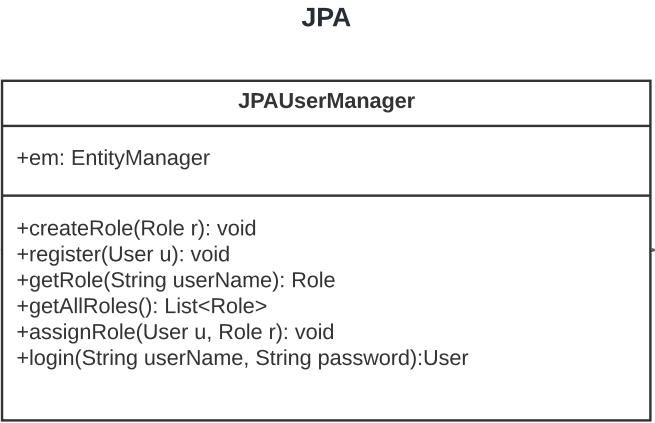 JPA
JPAUserManager
+em: EntityManager
+createRole(Role r): void
+register(User u): void
+getRole(String userName): Role
+getAllRoles(): List<Role>
+assignRole(User u, Role r): void
+login(String userName, String password):User